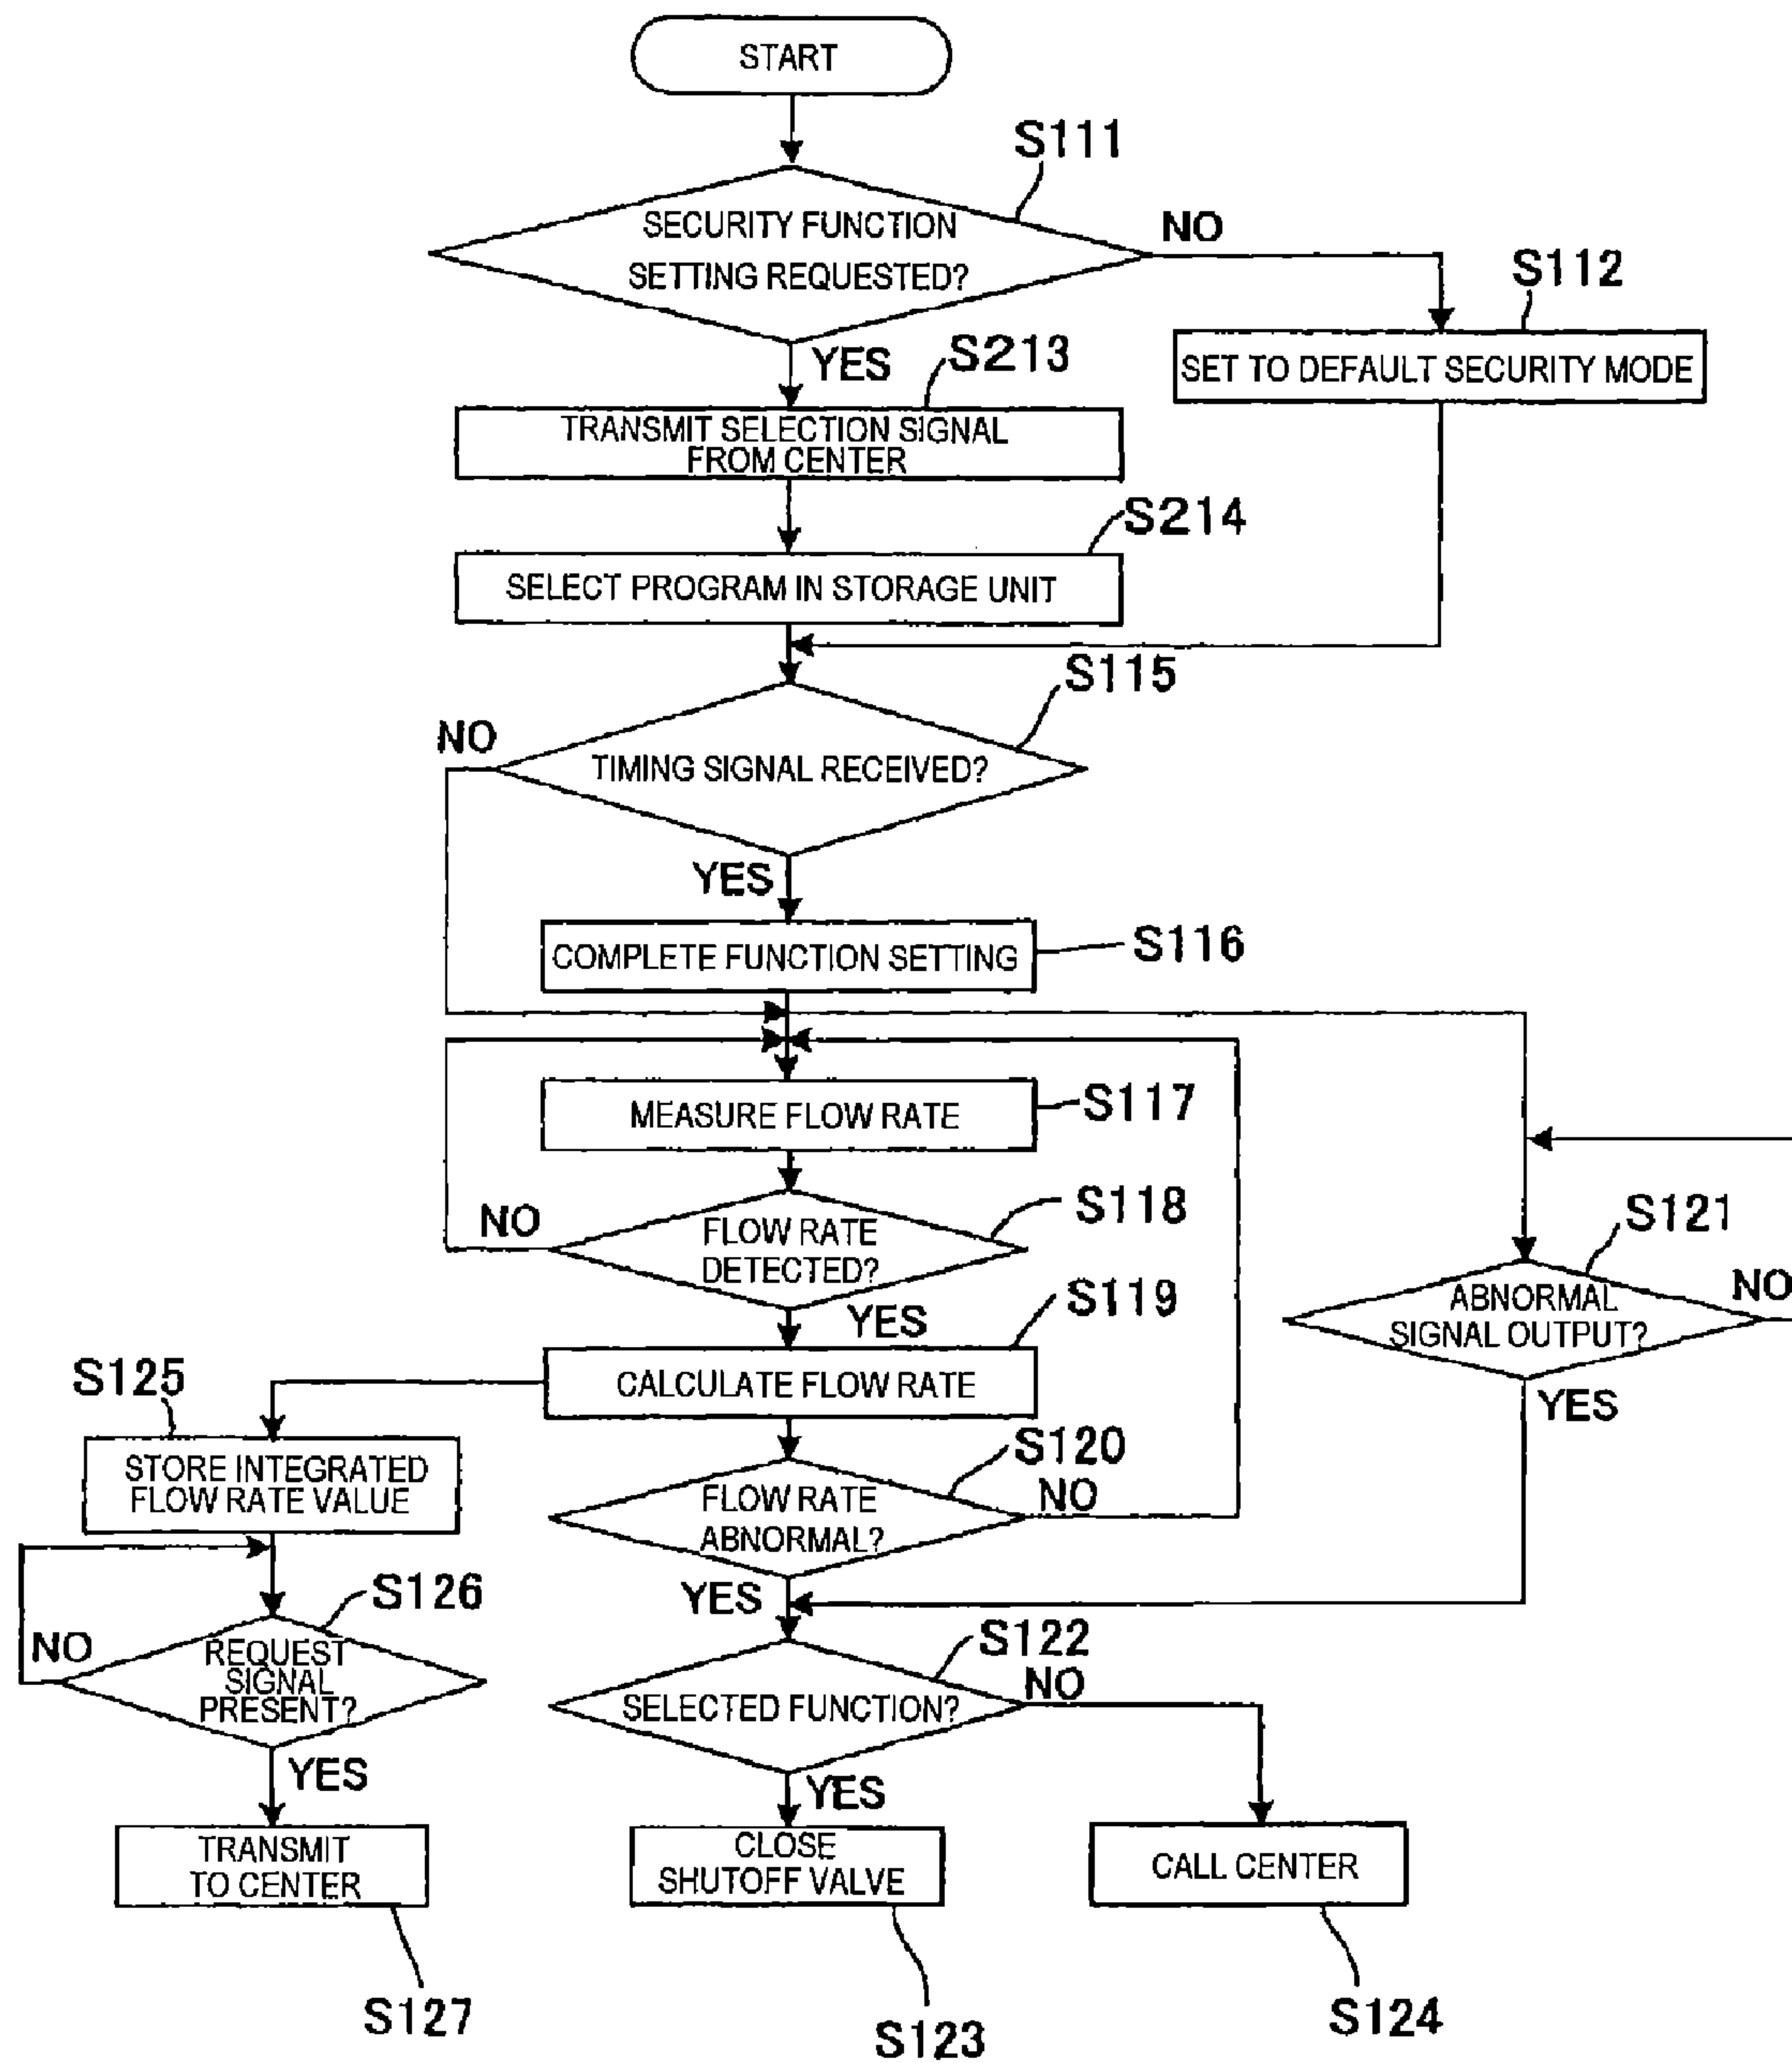 START
S111
SECURITY FUNCTION
SETTING REQUESTED?
NO
S112
SET TO DEFAULT SECURITY MODE
YES
S213
TRANSMIT SELECTION SIGNAL
FROM CENTER
S214
SELECT PROGRAM IN STORAGE UNIT
S115
NO
TIMING SIGNAL RECEIVED?
YES
COMPLETE FUNCTION SETTING
S116
MEASURE FLOW RATE
S117
S118
NO
FLOW RATE
DETECTED?
S121
ABNORMAL
SIGNAL OUTPUT?
NO
YES
YES
S119
CALCULATE FLOW RATE
S125
STORE INTEGRATED
FLOW RATE VALUE
S120
FLOW RATE
ABNORMAL?
NO
YES
S126
NO
REQUEST
SIGNAL
PRESENT?
YES
S122
SELECTED FUNCTION?
NO
YES
TRANSMIT
TO CENTER
CLOSE
SHUTOFF VALVE
CALL CENTER
S127
S123
S124